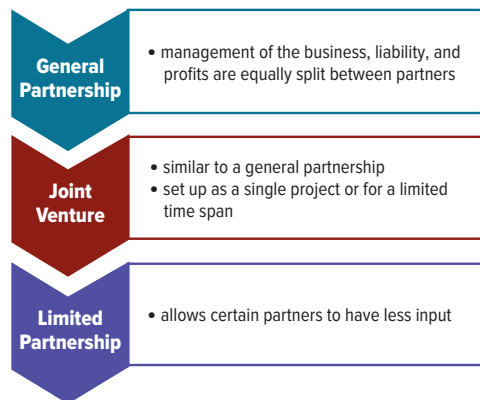 General
Partnership
• management of the business, liability, and
profits are equally split between partners
Joint
Venture
• similar to a general partnership
• set up as a single project or for a limited
time span
Limited
Partnership
• allows certain partners to have less input